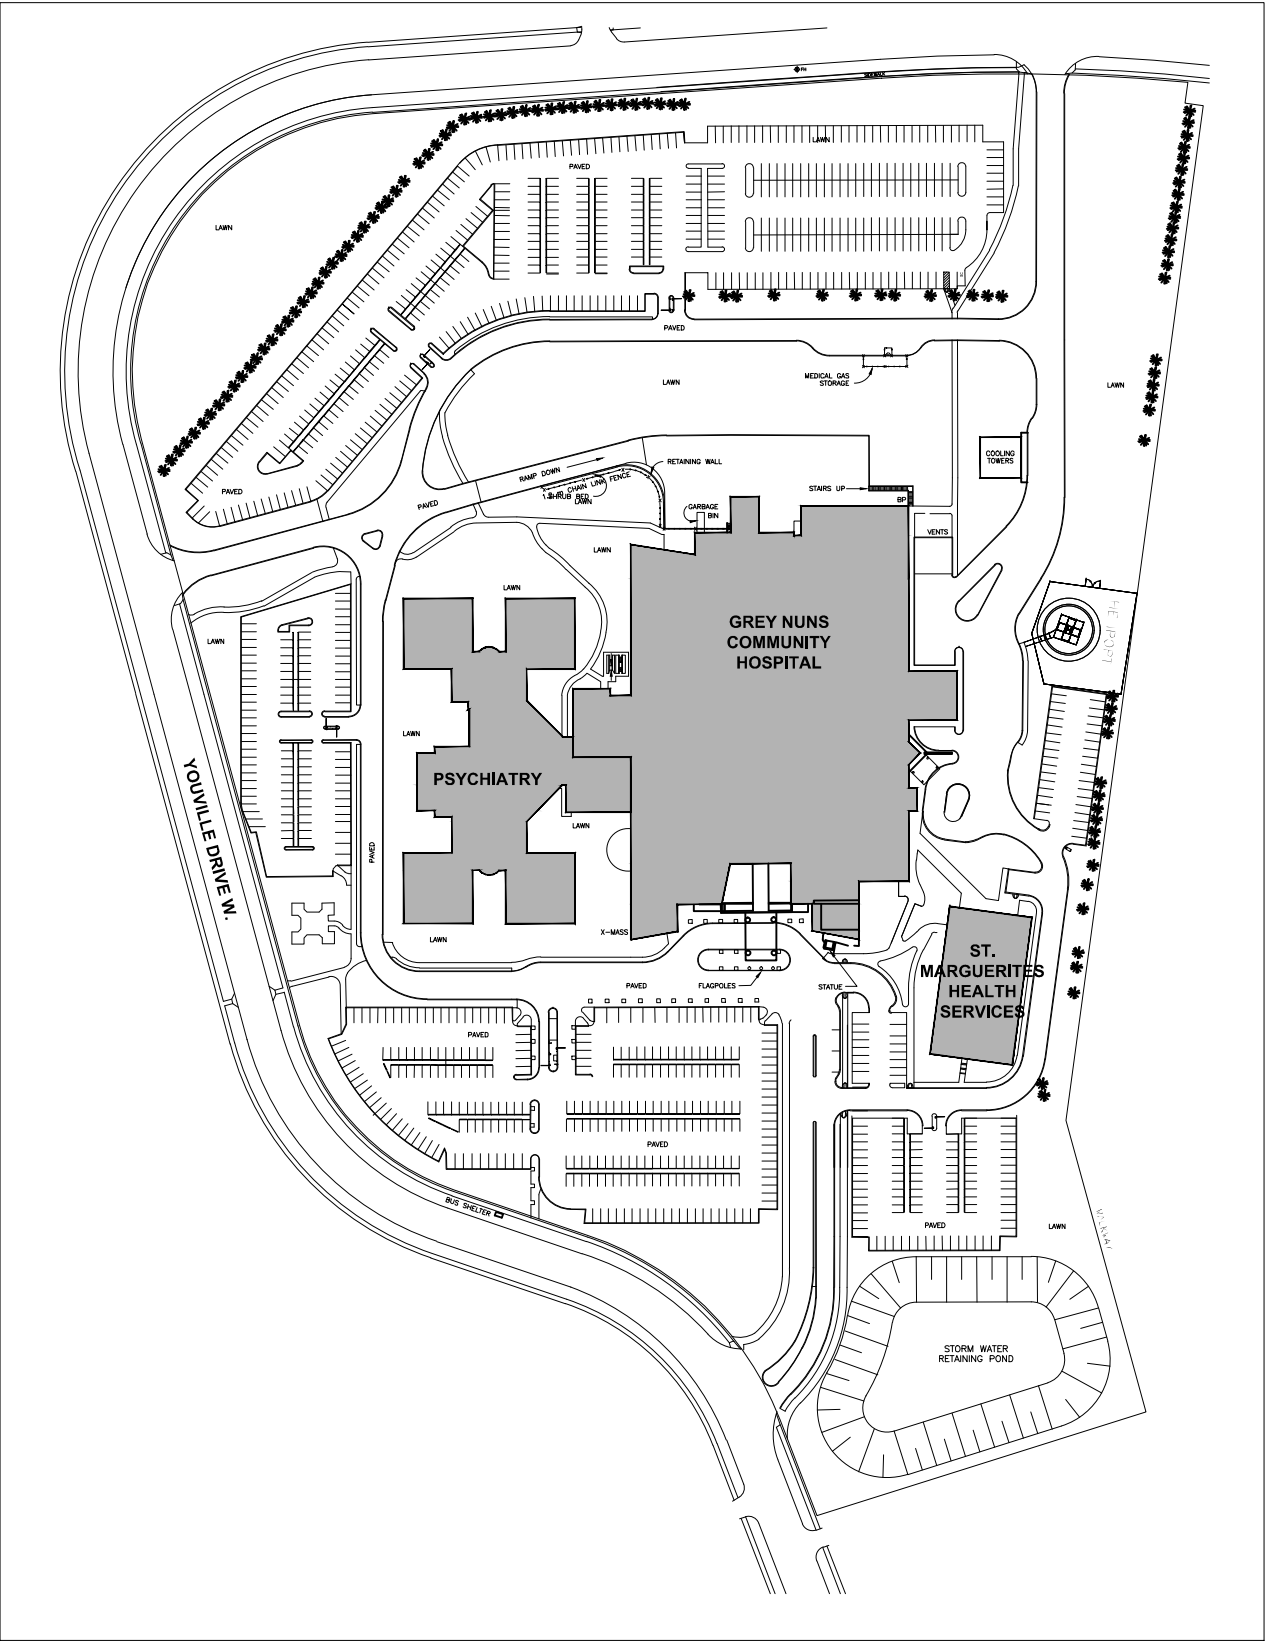 FH
SIDEWALK
LAWN
PAVED
LAWN
PAVED
LAWN
MEDICAL GAS
STORAGE
LAWN
COOLING
TOWERS
RETAINING WALL
RAMP DOWN
CHAIN LINK FENCE
SHRUB BED
LAWN
STAIRS UP
BP
PAVED
PAVED
GARBAGE
BIN
VENTS
LAWN
LAWN
LAWN
GREY NUNS
COMMUNITY
HOSPITAL
LAWN
PSYCHIATRY
YOUVILLE DRIVE W.
PAVED
LAWN
LAWN
X-MASS
ST.
MARGUERITES
HEALTH
SERVICES
PAVED
FLAGPOLES
STATUE
PAVED
PAVED
BUS SHELTER
PAVED
LAWN
STORM WATER
RETAINING POND